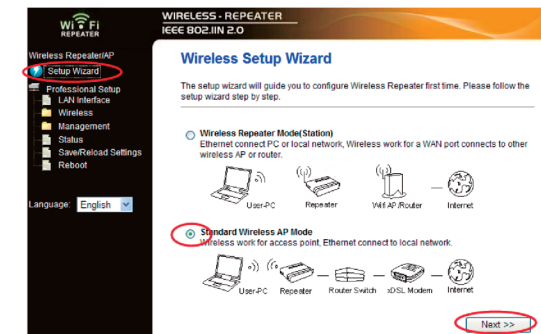 Wi Fi
REPEATER
WIRELESS - REPEATER
IEEE 802.IIN 2.0
Wireless Repeater/AP
Setup Wizard
Professional Setup
LAN Interface
Wireless
Management
Status
Save/Reload Settings
Reboot
Language: English
Wireless Setup Wizard
The setup wizard will guide you to configure Wireless Repeater first time. Please follow the
setup wizard step by step.
Wireless Repeater Mode(Station)
Ethernet connect PC or local network, Wireless work for a WAN port connects to other
wireless AP or router.
User-PC Repeater Wifi AP/Router Internet
Standard Wireless AP Mode
Wireless work for access point, Ethernet connect to local network.
User-PC Repeater Router Switch xDSL Modem Internet
Next >>